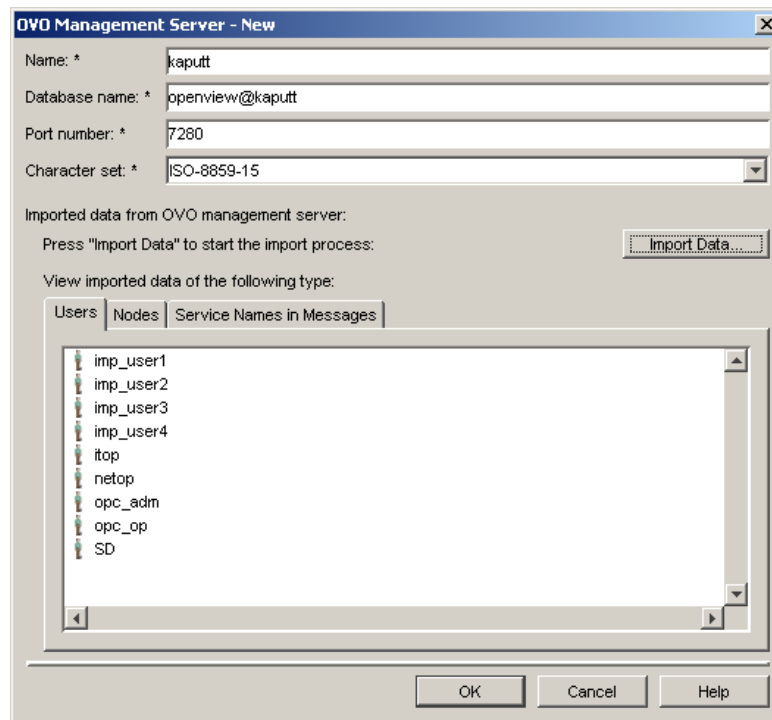 OVO Management Server - New
Name: * kaputt
Database name: * openview@kaputt
Port number: * 7280
Character set: * ISO-8859-15
Imported data from OVO management server:
Press "Import Data" to start the import process: Import Data...
View imported data of the following type:
Users Nodes Service Names in Messages
imp_user1
imp_user2
imp_user3
imp_user4
itop
netop
opc_adm
opc_op
SD
OK Cancel Help